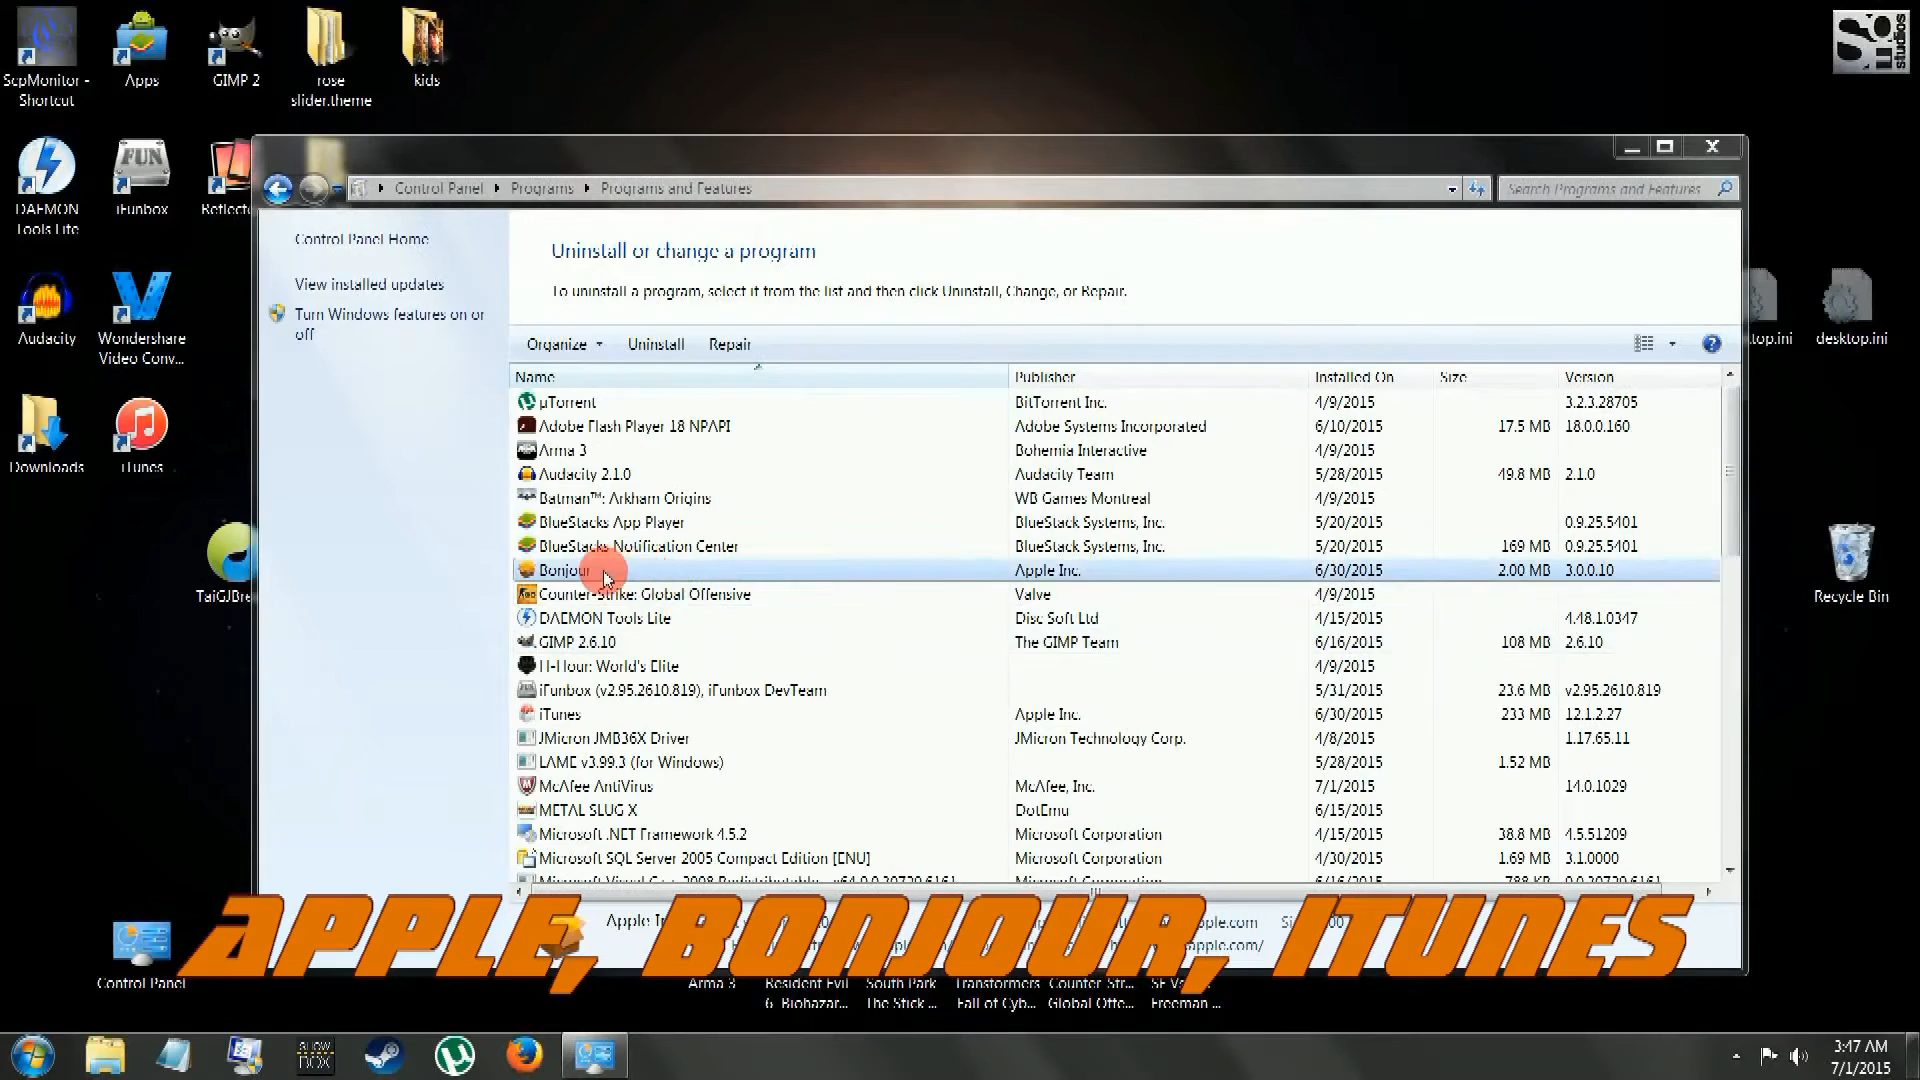 ScpMonitor - Shortcut
Apps
GIMP 2
rose slider.theme
kids
So un studios
DAEMON Tools Lite
FUN
iFunbox
Audacity
Wondershare Video Conv...
Downloads
iTunes
Control Panel
top.ini
desktop.ini
Recycle Bin
Control Panel Programs Programs and Features
Search Programs and Features
Control Panel Home
View installed updates
Turn Windows features on or off
Uninstall or change a program
To uninstall a program, select it from the list and then click Uninstall, Change, or Repair.
Organize Uninstall Repair
Name Publisher Installed On Size Version
µTorrent BitTorrent Inc. 4/9/2015 3.2.3.28705
Adobe Flash Player 18 NPAPI Adobe Systems Incorporated 6/10/2015 17.5 MB 18.0.0.160
Arma 3 Bohemia Interactive 4/9/2015
Audacity 2.1.0 Audacity Team 5/28/2015 49.8 MB 2.1.0
Batman™: Arkham Origins WB Games Montreal 4/9/2015
BlueStacks App Player BlueStack Systems, Inc. 5/20/2015 0.9.25.5401
BlueStacks Notification Center BlueStack Systems, Inc. 5/20/2015 169 MB 0.9.25.5401
Bonjour Apple Inc. 6/30/2015 2.00 MB 3.0.0.10
Counter-Strike: Global Offensive Valve 4/9/2015
DAEMON Tools Lite Disc Soft Ltd 4/15/2015 4.48.1.0347
GIMP 2.6.10 The GIMP Team 6/16/2015 108 MB 2.6.10
H-Hour: World's Elite 4/9/2015
iFunbox (v2.95.2610.819), iFunbox DevTeam 5/31/2015 23.6 MB v2.95.2610.819
iTunes Apple Inc. 6/30/2015 233 MB 12.1.2.27
JMicron JMB36X Driver JMicron Technology Corp. 4/8/2015 1.17.65.11
LAME v3.99.3 (for Windows) 5/28/2015 1.52 MB
McAfee AntiVirus McAfee, Inc. 7/1/2015 14.0.1029
METAL SLUG X DotEmu 6/15/2015
Microsoft .NET Framework 4.5.2 Microsoft Corporation 4/15/2015 38.8 MB 4.5.51209
Microsoft SQL Server 2005 Compact Edition [ENU] Microsoft Corporation 4/30/2015 1.69 MB 3.1.0000
APPLE, BONJOUR, ITUNES
Arma 3
Resident Evil 6 Biohazar...
South Park The Stick ...
Transformers Fall of Cyb...
Counter-Str... Global Offe...
Freeman ...
SHOW BOX
3:47 AM
7/1/2015